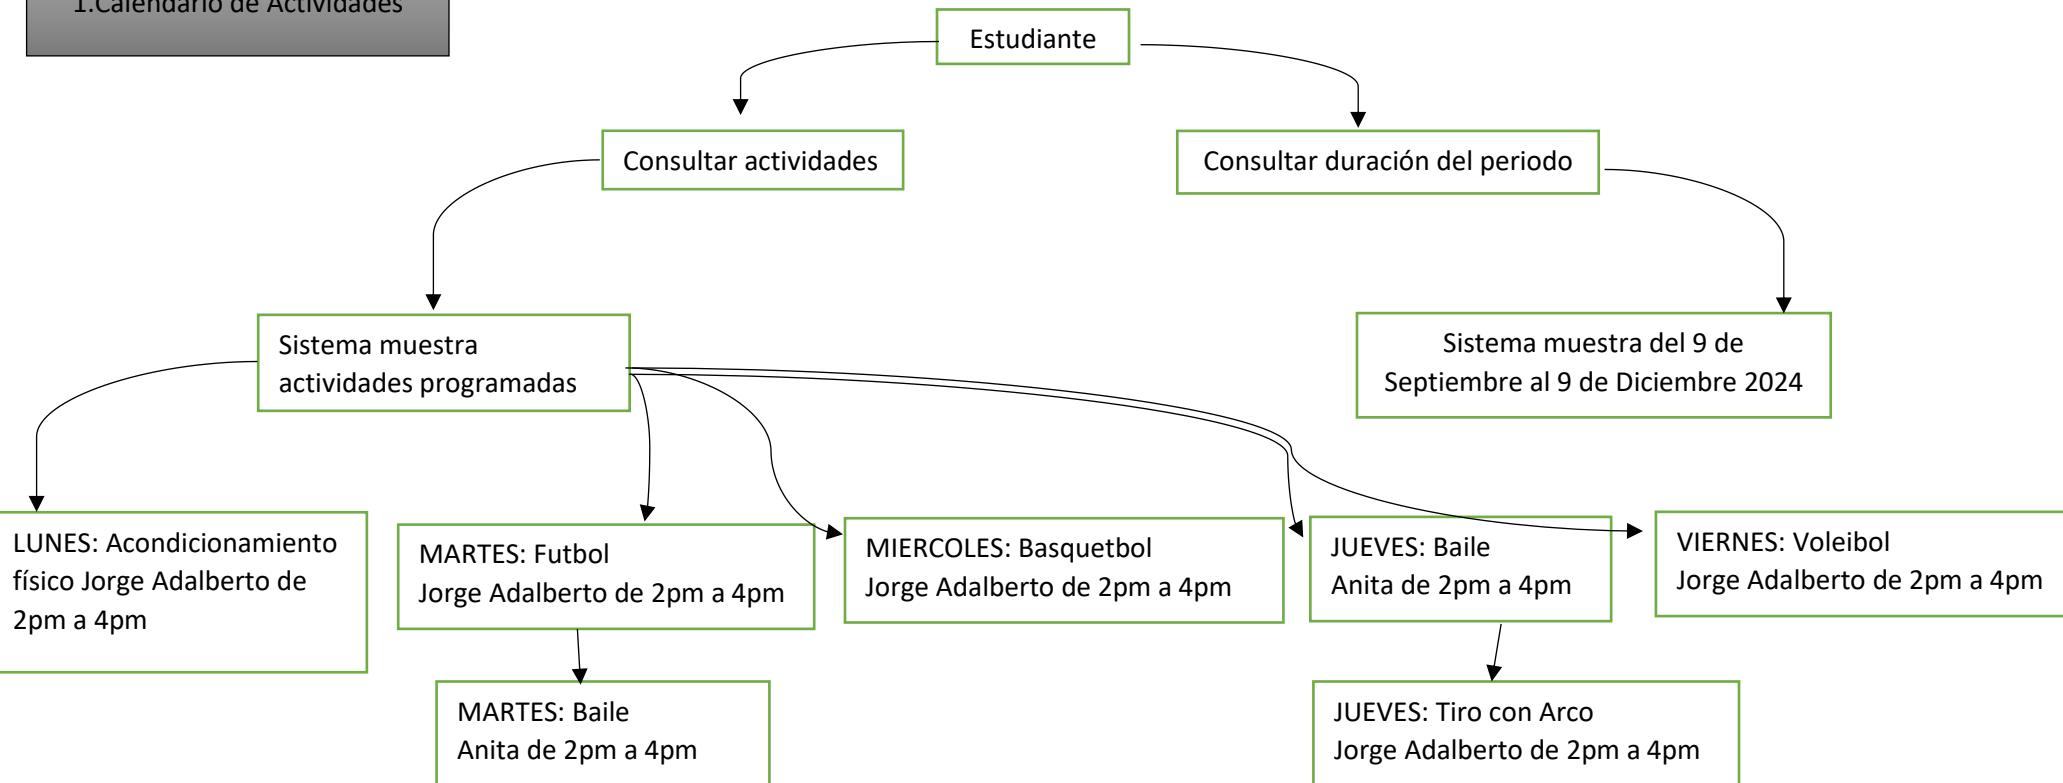 1.Calendario de Actividades
Estudiante
Consultar actividades
Consultar duración del periodo
Sistema muestra
actividades programadas
Sistema muestra del 9 de
Septiembre al 9 de Diciembre 2024
LUNES: Acondicionamiento
físico Jorge Adalberto de
2pm a 4pm
MARTES: Futbol
Jorge Adalberto de 2pm a 4pm
MIERCOLES: Basquetbol
Jorge Adalberto de 2pm a 4pm
JUEVES: Baile
Anita de 2pm a 4pm
VIERNES: Voleibol
Jorge Adalberto de 2pm a 4pm
MARTES: Baile
Anita de 2pm a 4pm
JUEVES: Tiro con Arco
Jorge Adalberto de 2pm a 4pm